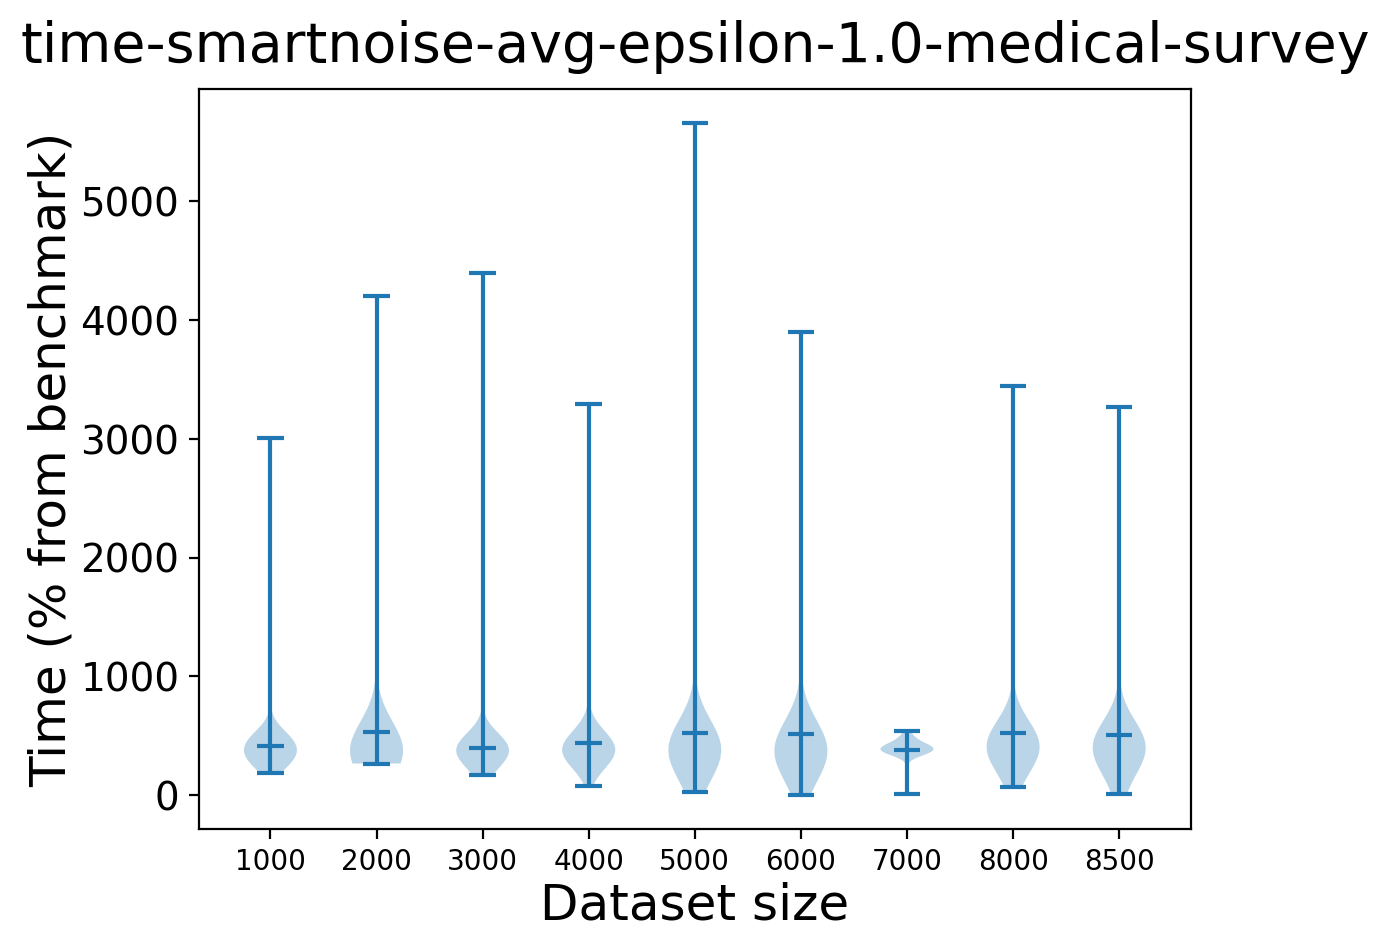 time-smartnoise-avg-epsilon-1.0-medical-survey
Time (% from benchmark)
5000
4000
3000
2000
1000
0
1000 2000 3000 4000 5000 6000 7000 8000 8500
Dataset size